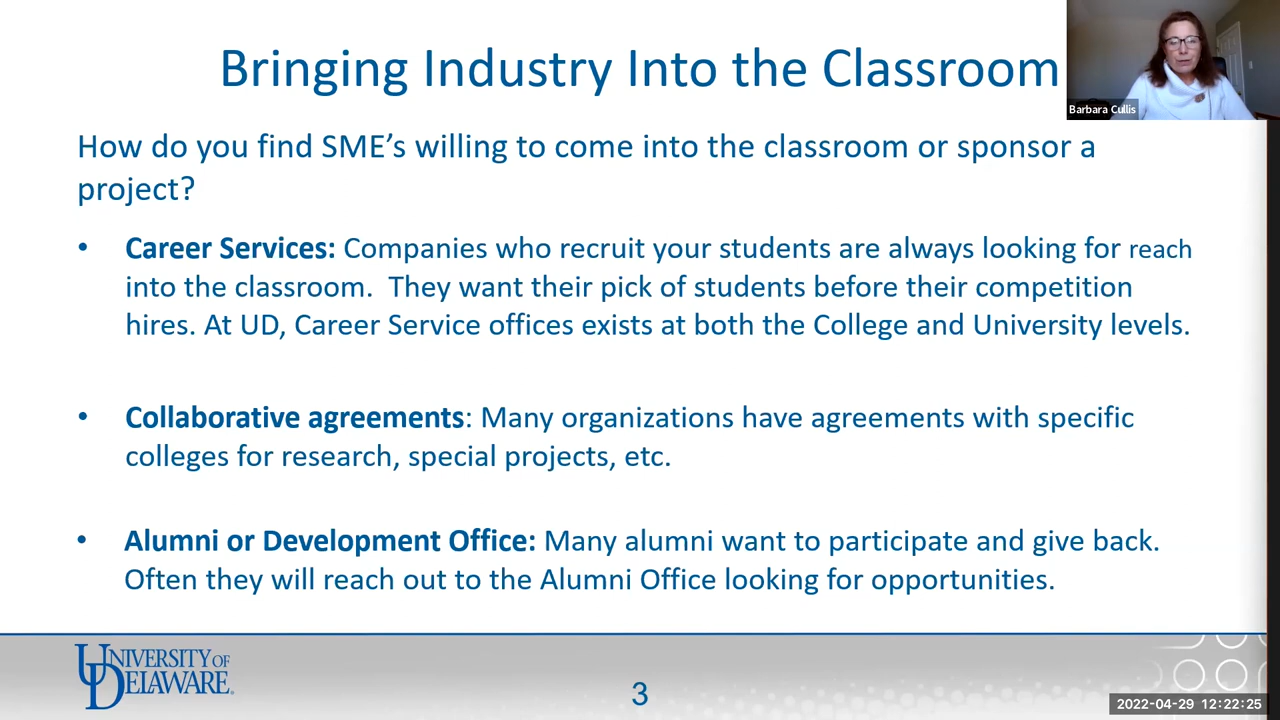 Bringing Industry Into the Classroom
Barbara Cullis
How do you find SME’s willing to come into the classroom or sponsor a
project?
• Career Services: Companies who recruit your students are always looking for reach
into the classroom.  They want their pick of students before their competition
hires. At UD, Career Service offices exists at both the College and University levels.
• Collaborative agreements: Many organizations have agreements with specific
colleges for research, special projects, etc.
• Alumni or Development Office: Many alumni want to participate and give back.
Often they will reach out to the Alumni Office looking for opportunities.
UNIVERSITY OF
DELAWARE
3
2022-04-29 12:22:25